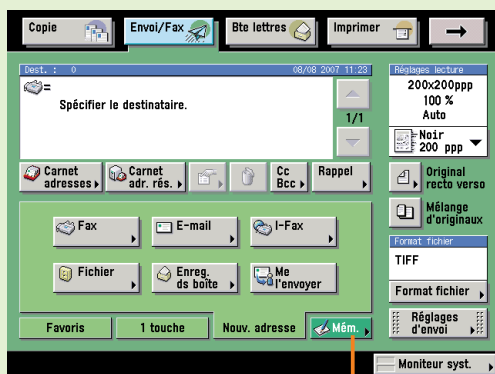 Copie
Envoi/Fax
Bte lettres
Imprimer
Dest. : 0
08/08 2007 11:23
Spécifier le destinataire.
1/1
Réglages lecture
200x200ppp
100 %
Auto
Noir
200 ppp
Carnet
adresses
Carnet
adr. rés.
Cc
Bcc
Rappel
Original
recto verso
Mélange
d'originaux
Fax
E-mail
I-Fax
Fichier
Enreg.
ds boîte
Me
l'envoyer
Format fichier
TIFF
Format fichier
Réglages
d'envoi
Favoris
1 touche
Nouv. adresse
Mém.
Moniteur syst.